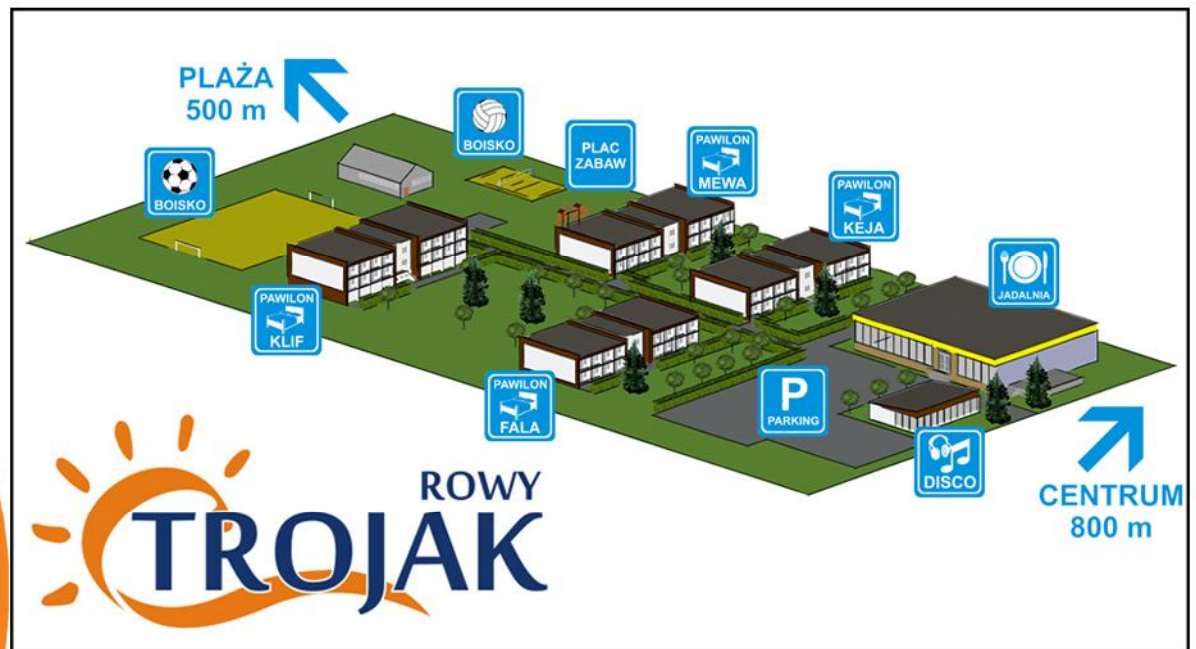 PLAŻA
500 m
BOISKO
BOISKO
PLAC
ZABAW
PAWILON
MEWA
PAWILON
KEJA
JADALNIA
PAWILON
KLIF
PAWILON
FALA
P
PARKING
DISCO
CENTRUM
800 m
ROWY
TROJAK